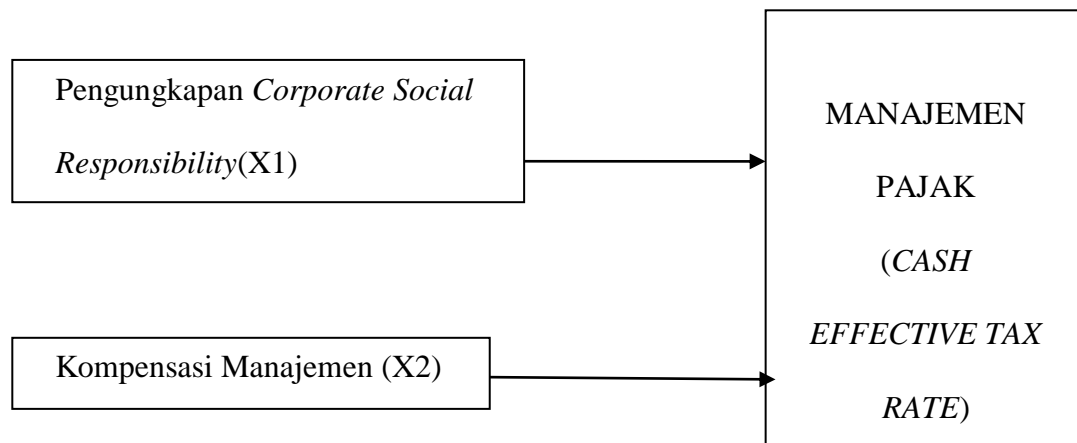 Pengungkapan Corporate Social
Responsibility(X1)
Kompensasi Manajemen (X2)
MANAJEMEN
PAJAK
(CASH
EFFECTIVE TAX
RATE)